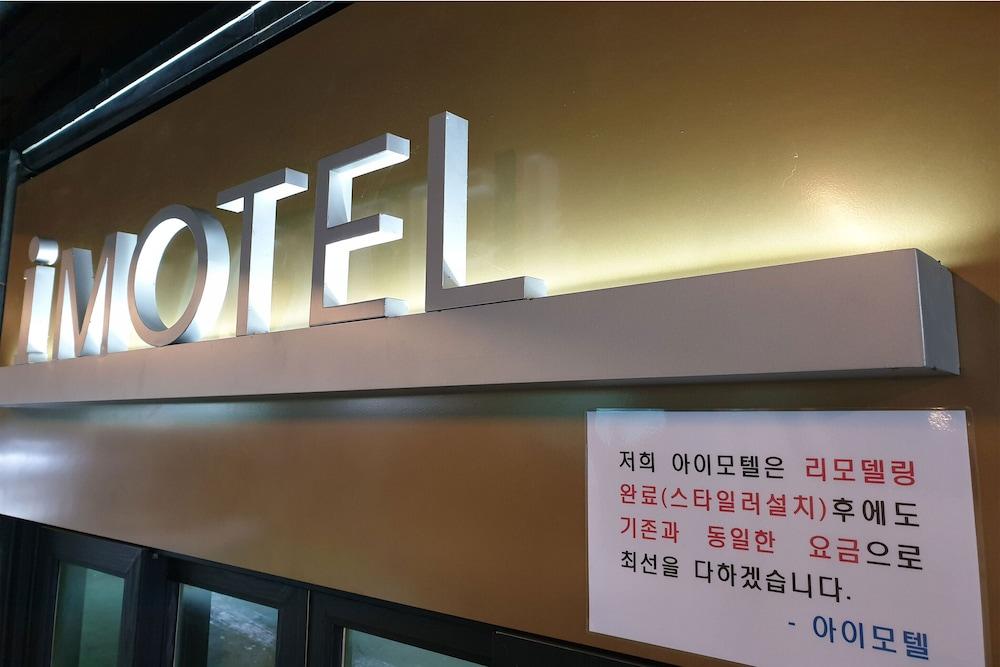 iMOTEL
저희 아이모텔은 리모델링
완료(스타일러설치)후에도
기존과 동일한 요금으로
최선을 다하겠습니다.
- 아이모텔